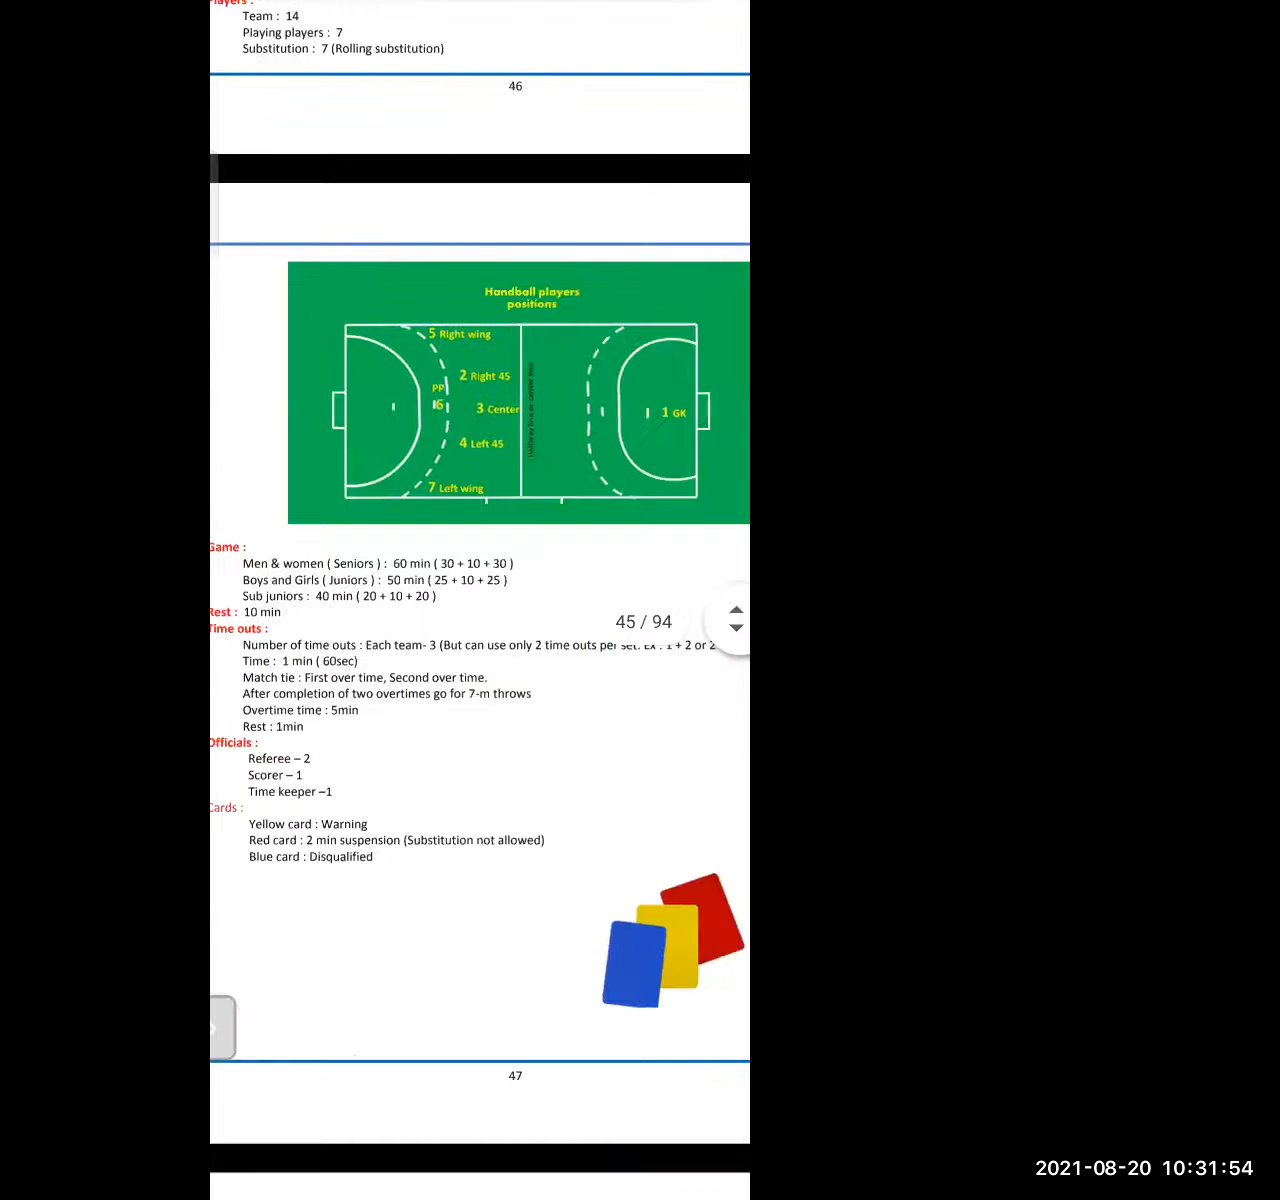 Players :
Team : 14
Playing players : 7
Substitution : 7 (Rolling substitution)
46
Handball players
positions
5 Right wing
2 Right 45
PP
6
3 Center
4 Left 45
1 GK
7 Left wing
Game :
Men & women ( Seniors ) : 60 min ( 30 + 10 + 30 )
Boys and Girls ( Juniors ) : 50 min ( 25 + 10 + 25 )
Sub juniors : 40 min ( 20 + 10 + 20 )
Rest : 10 min
45 / 94
Time outs :
Number of time outs : Each team- 3 (But can use only 2 time outs per set. Ex : 1 + 2 or 2
Time : 1 min ( 60sec)
Match tie : First over time, Second over time.
After completion of two overtimes go for 7-m throws
Overtime time : 5min
Rest : 1min
Officials :
Referee – 2
Scorer – 1
Time keeper –1
Cards :
Yellow card : Warning
Red card : 2 min suspension (Substitution not allowed)
Blue card : Disqualified
47
2021-08-20 10:31:54